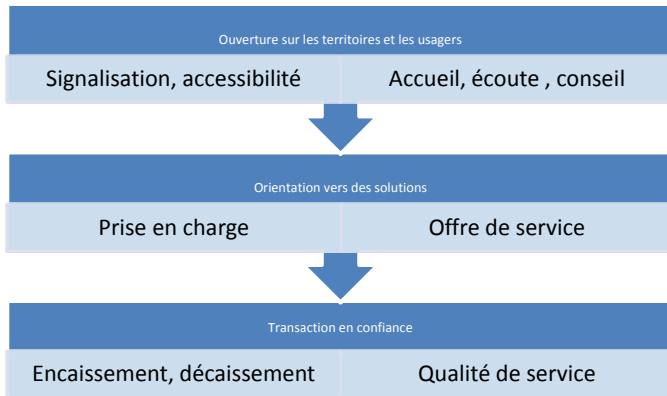 Ouverture sur les territoires et les usagers
Signalisation, accessibilité
Accueil, écoute , conseil
Orientation vers des solutions
Prise en charge
Offre de service
Transaction en confiance
Encaissement, décaissement
Qualité de service